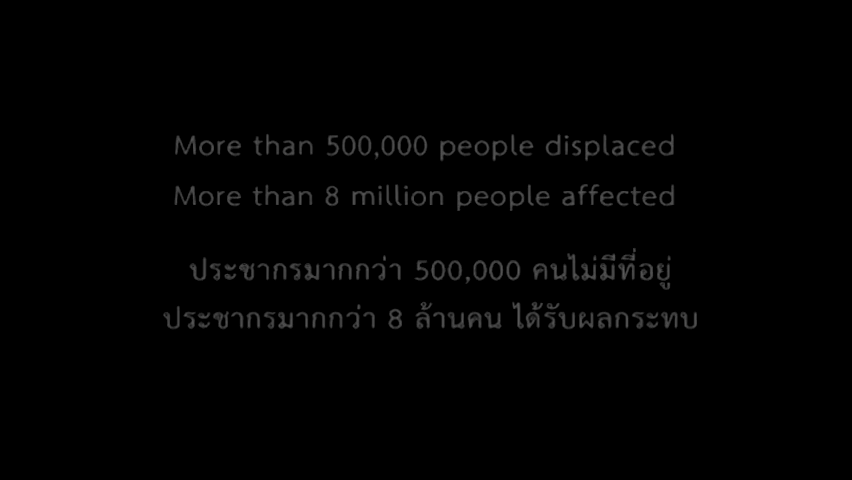 More than 500,000 people displaced
More than 8 million people affected
ประชากรมากกว่า 500,000 คนไม่มีที่อยู่
ประชากรมากกว่า 8 ล้านคน ได้รับผลกระทบ